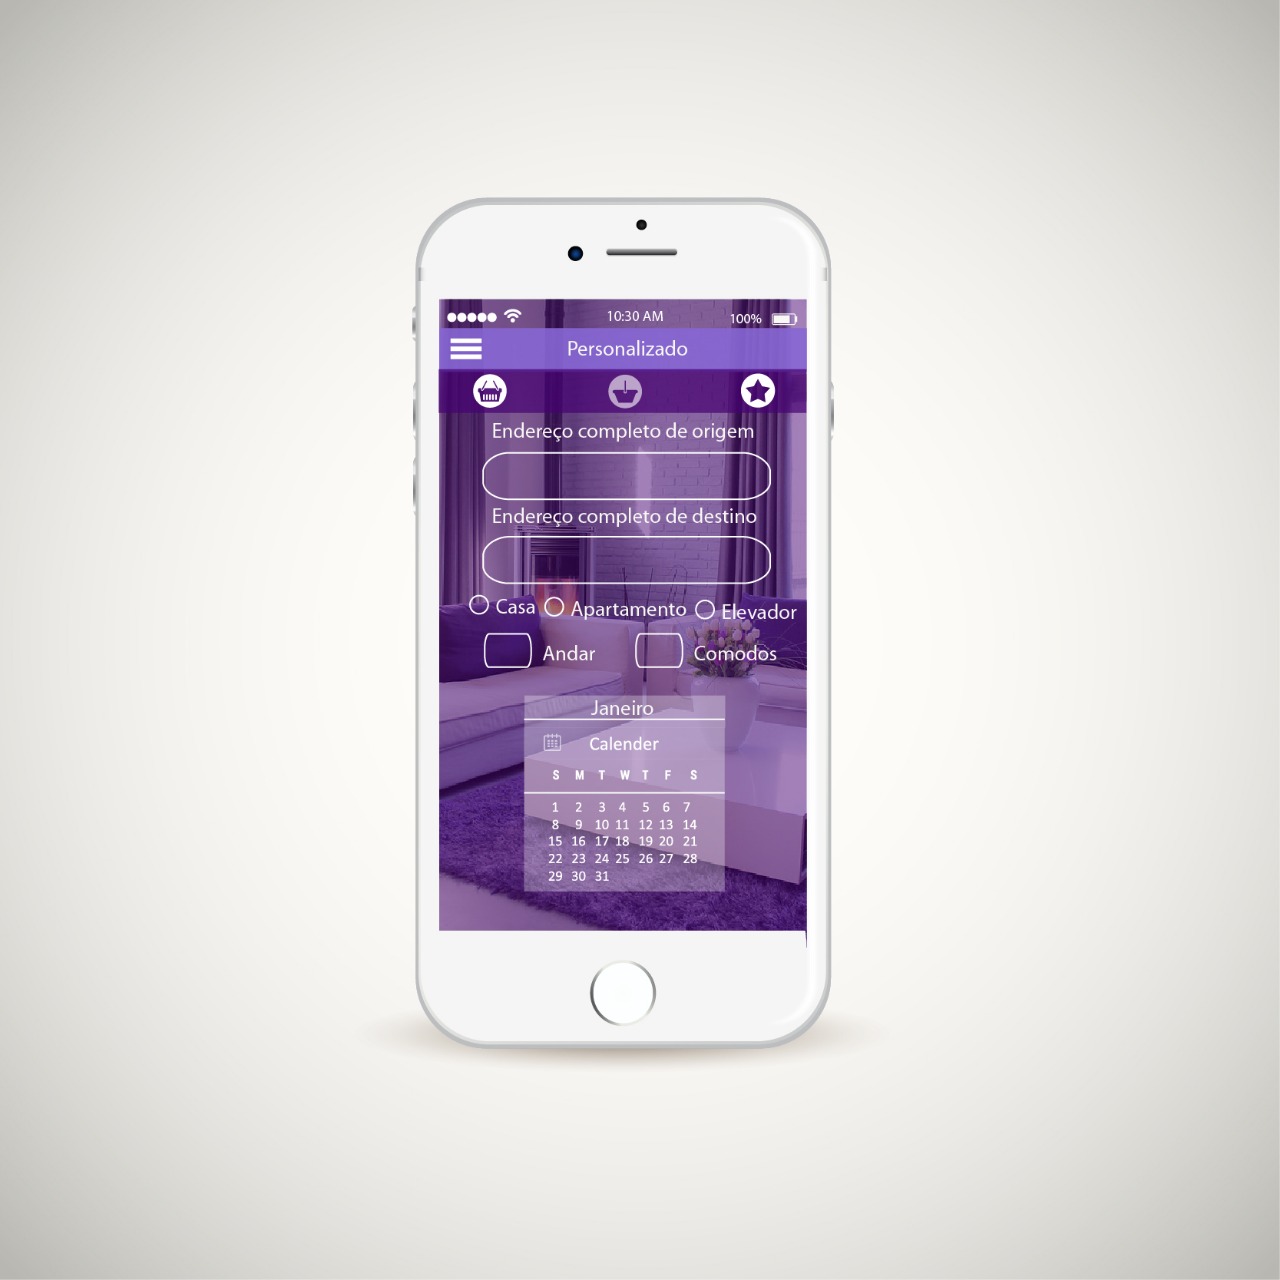 10:30 AM 100%
Personalizado
Endereço completo de origem
Endereço completo de destino
Casa Apartamento Elevador
Andar Comodos
Janeiro
Calender
S M T W T F S
1 2 3 4 5 6 7
8 9 10 11 12 13 14
15 16 17 18 19 20 21
22 23 24 25 26 27 28
29 30 31